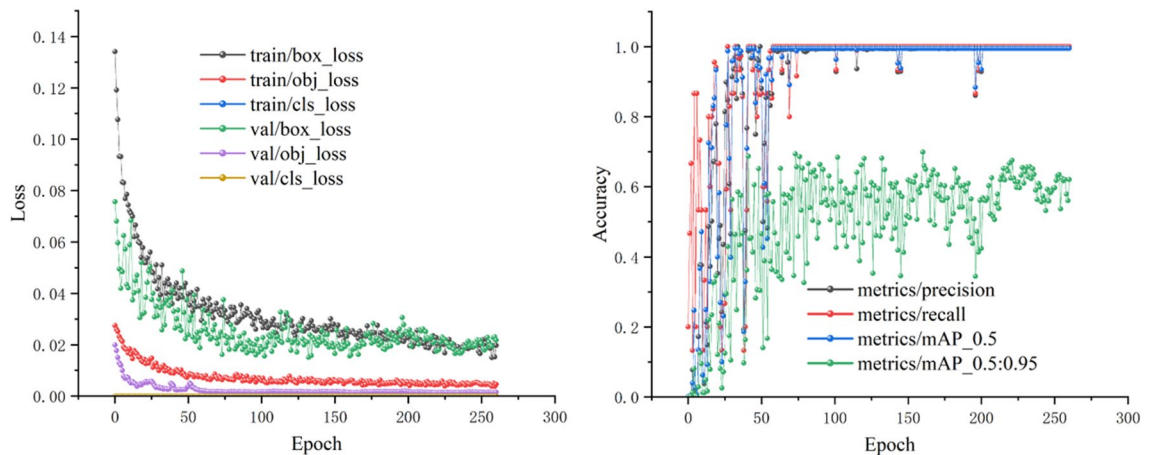 0. 14
0. 12
0. 10
0. 08
0. 06
0. 04
0. 02
0. 00
Loss
0 50 100 150 200 250 300
Epoch
train/box_loss
train/obj_loss
train/cls_loss
val/box_loss
val/obj_loss
val/cls_loss
1. 0
0. 8
0. 6
0. 4
0. 2
0. 0
Accuracy
0 50 100 150 200 250 300
Epoch
metrics/precision
metrics/recall
metrics/mAP_0.5
metrics/mAP_0.5:0.95